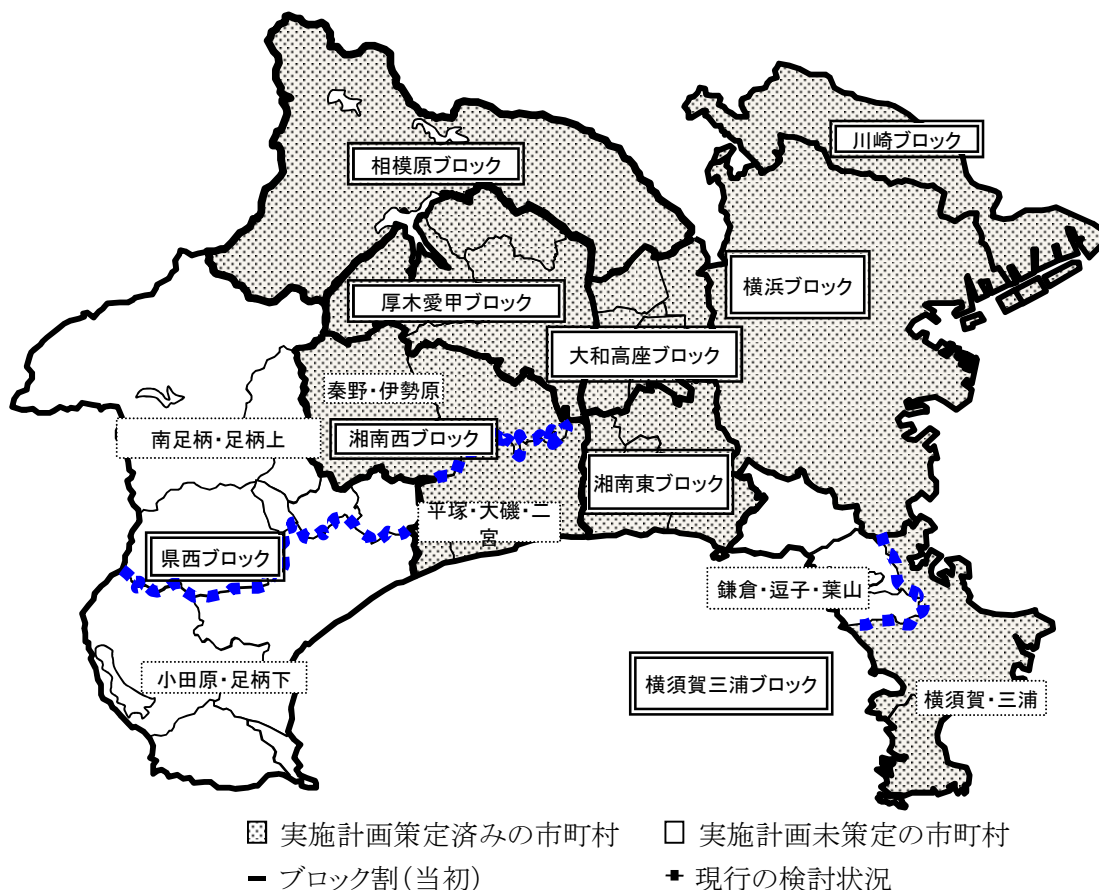 川崎ブロック
相模原ブロック
横浜ブロック
厚木愛甲ブロック
大和高座ブロック
秦野・伊勢原
南足柄・足柄上
湘南西ブロック
湘南東ブロック
平塚・大磯・二
宮
県西ブロック
鎌倉・逗子・葉山
小田原・足柄下
横須賀三浦ブロック
横須賀・三浦
実施計画策定済みの市町村
実施計画未策定の市町村
ブロック割(当初)
現行の検討状況